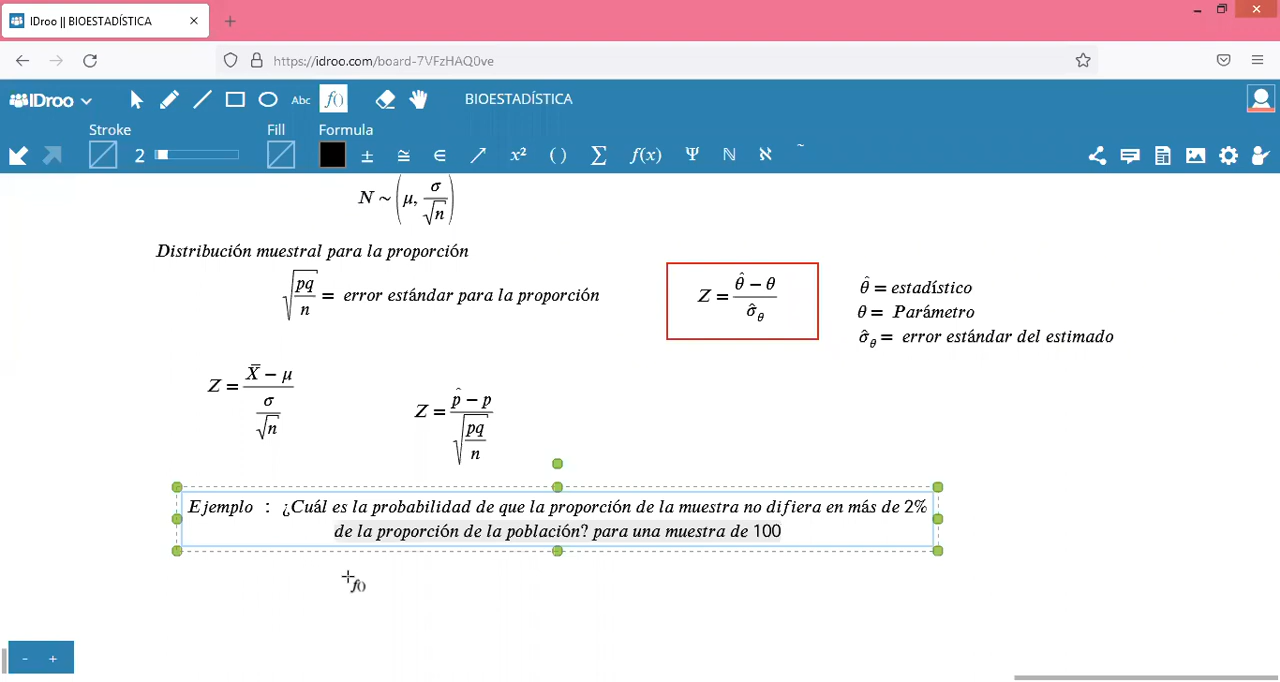 IDroo || BIOESTADÍSTICA
https://idroo.com/board-7VFzHAQ0ve
IDroo Abc f() BIOESTADÍSTICA
Stroke Fill Formula
2 ± ≅ ∈ x² ( ) ∑ f(x) Ψ ℕ ℵ ~
N ~ (μ, σ/√n)
Distribución muestral para la proporción
√(pq/n) = error estándar para la proporción
Z = (θ̂ − θ)/σ̂_θ
θ̂ = estadístico
θ = Parámetro
σ̂_θ = error estándar del estimado
Z = (X̄ − μ)/(σ/√n)
Z = (p̂ − p)/√(pq/n)
Ejemplo : ¿Cuál es la probabilidad de que la proporción de la muestra no difiera en más de 2%
de la proporción de la población? para una muestra de 100
f()
- +